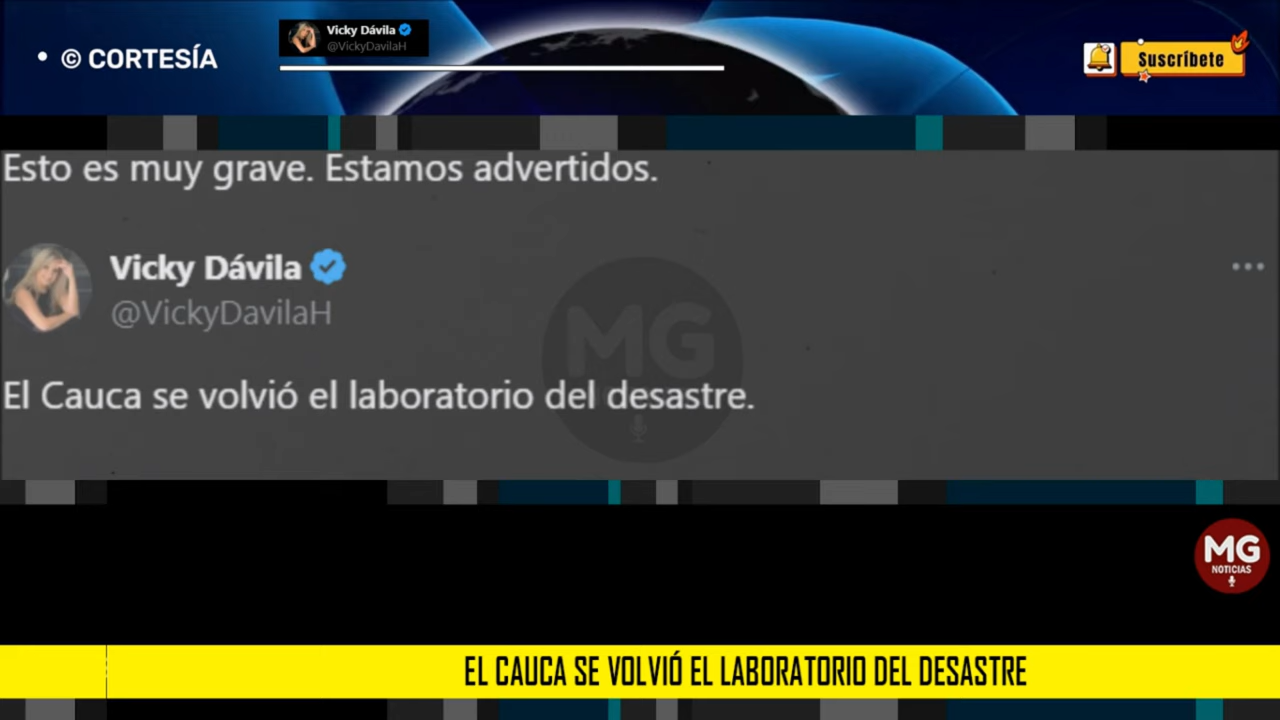 • © CORTESÍA
Vicky Dávila
@VickyDavilaH
Suscríbete
Esto es muy grave. Estamos advertidos.
Vicky Dávila
@VickyDavilaH
MG
El Cauca se volvió el laboratorio del desastre.
MG
NOTICIAS
EL CAUCA SE VOLVIÓ EL LABORATORIO DEL DESASTRE